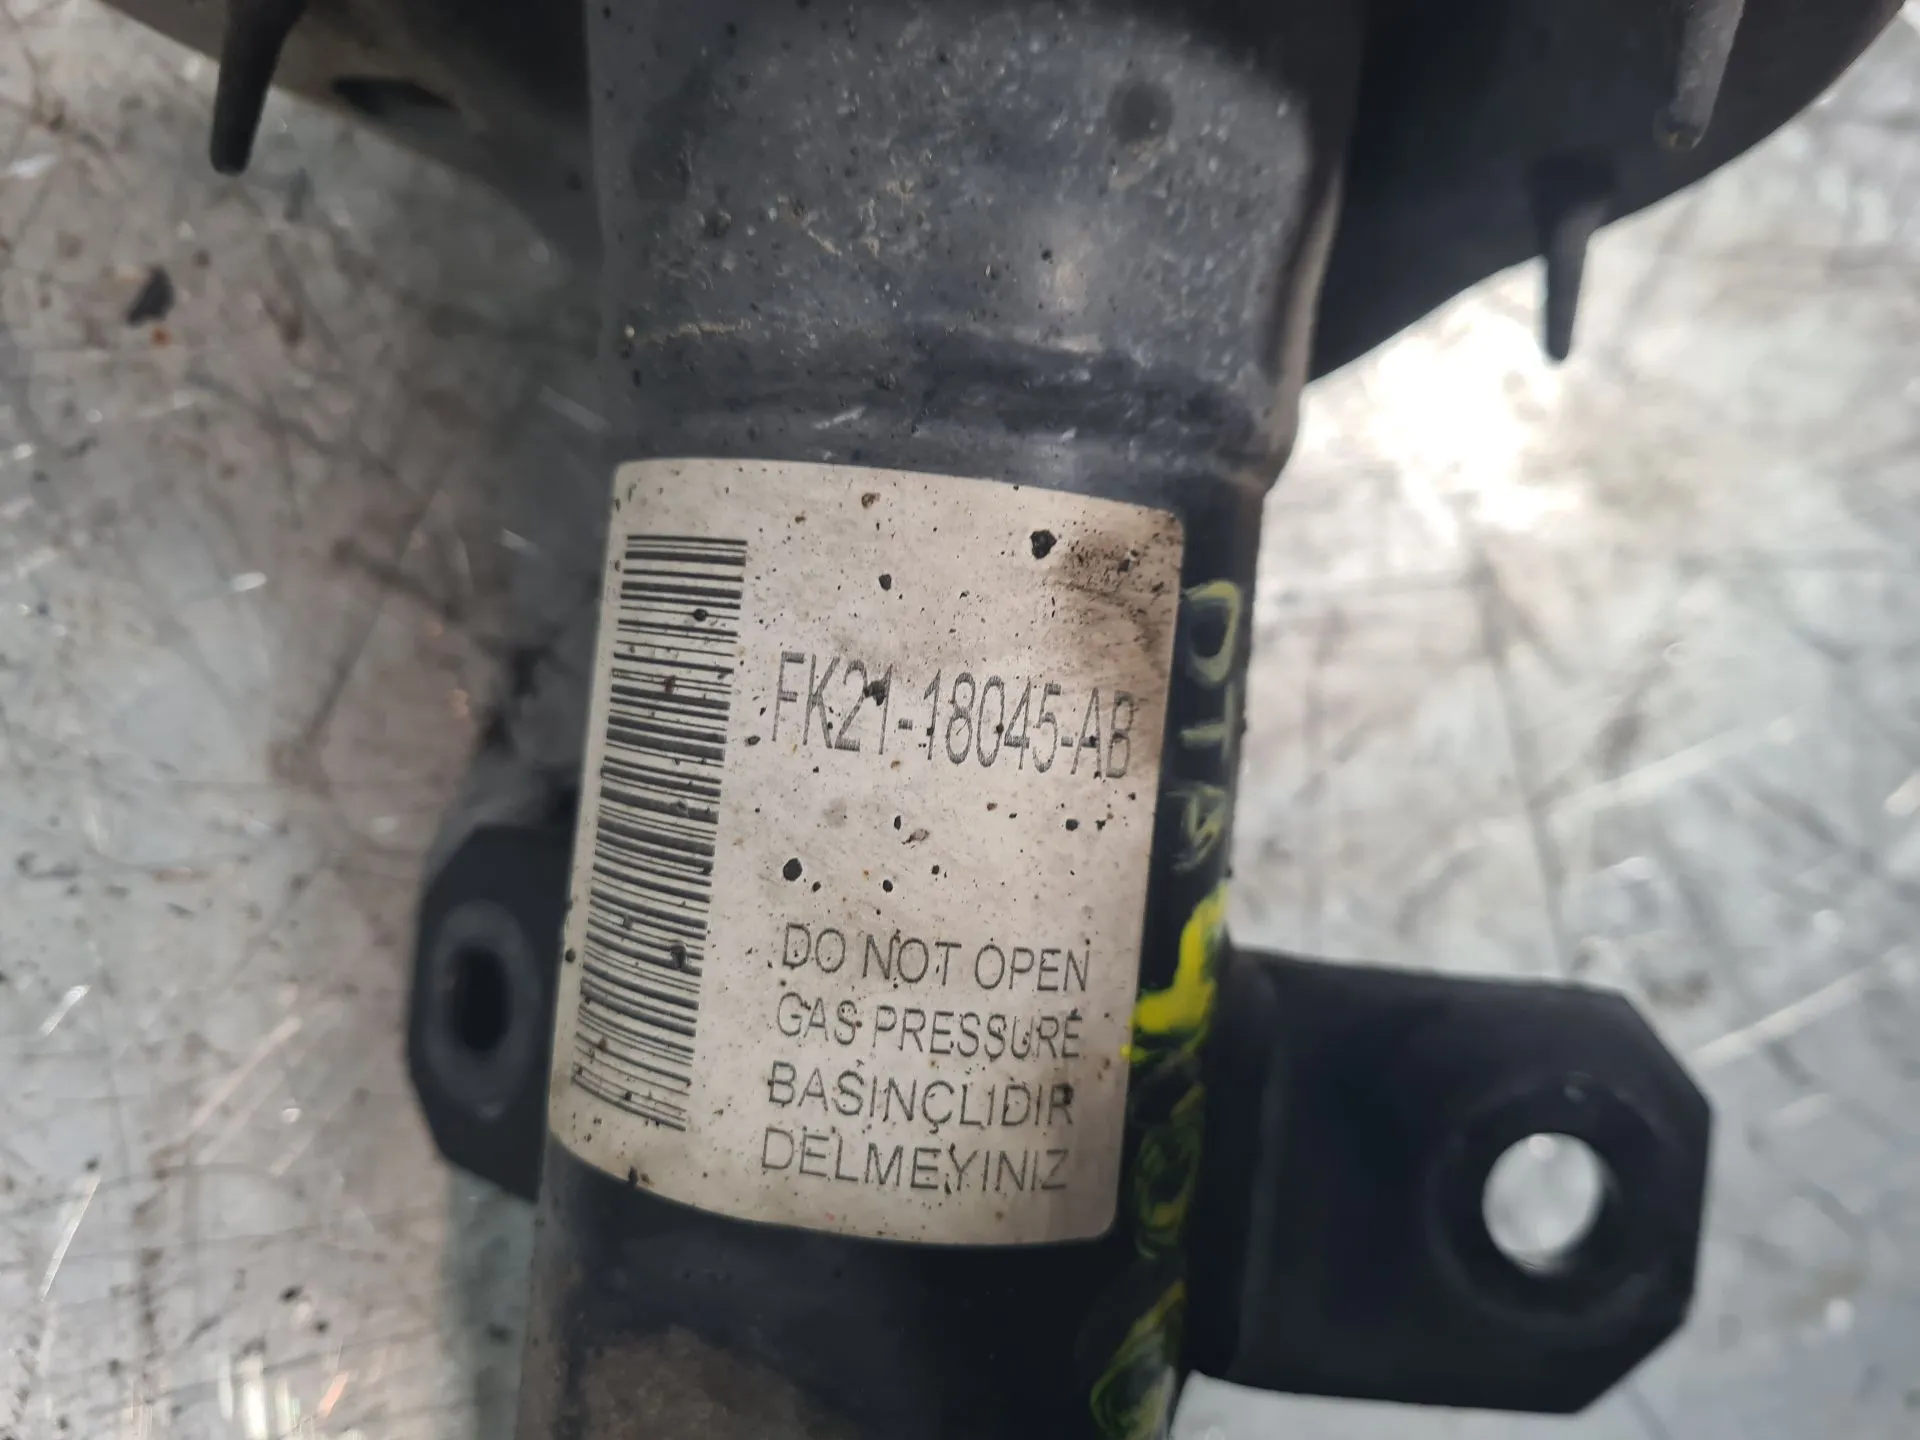 FK21-18045-AB
DO NOT OPEN
GAS PRESSURE
BASINÇLIDIR
DELMEYINIZ